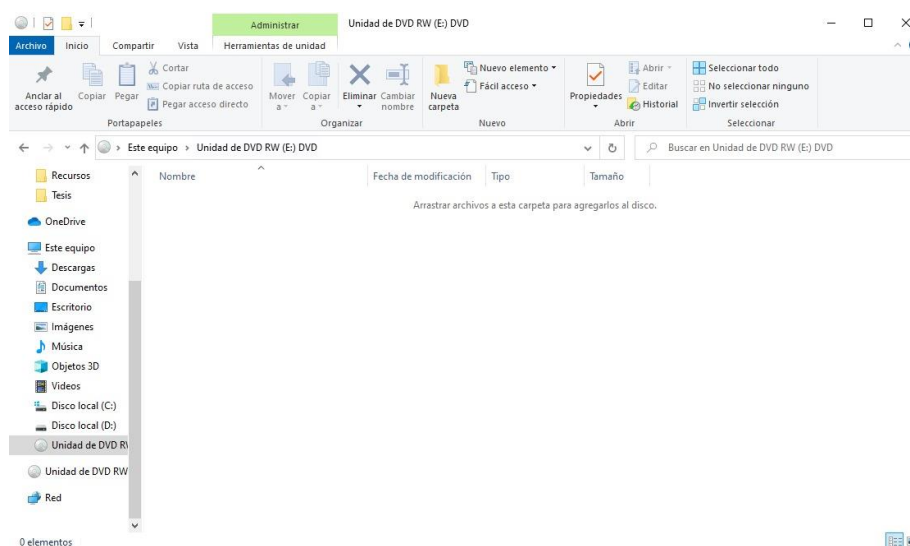 Administrar
Unidad de DVD RW (E:) DVD
Archivo
Inicio
Compartir
Vista
Herramientas de unidad
Anclar al
acceso rápido
Copiar
Pegar
Cortar
Copiar ruta de acceso
Pegar acceso directo
Portapapeles
Mover
a
Copiar
a
Eliminar
Cambiar
nombre
Organizar
Nueva
carpeta
Nuevo elemento
Fácil acceso
Nuevo
Propiedades
Abrir
Editar
Historial
Abrir
Seleccionar todo
No seleccionar ninguno
Invertir selección
Seleccionar
Este equipo › Unidad de DVD RW (E:) DVD
Buscar en Unidad de DVD RW (E:) DVD
Recursos
Tesis
OneDrive
Este equipo
Descargas
Documentos
Escritorio
Imágenes
Música
Objetos 3D
Videos
Disco local (C:)
Disco local (D:)
Unidad de DVD RW
Unidad de DVD RW
Red
Nombre
Fecha de modificación
Tipo
Tamaño
Arrastrar archivos a esta carpeta para agregarlos al disco.
0 elementos